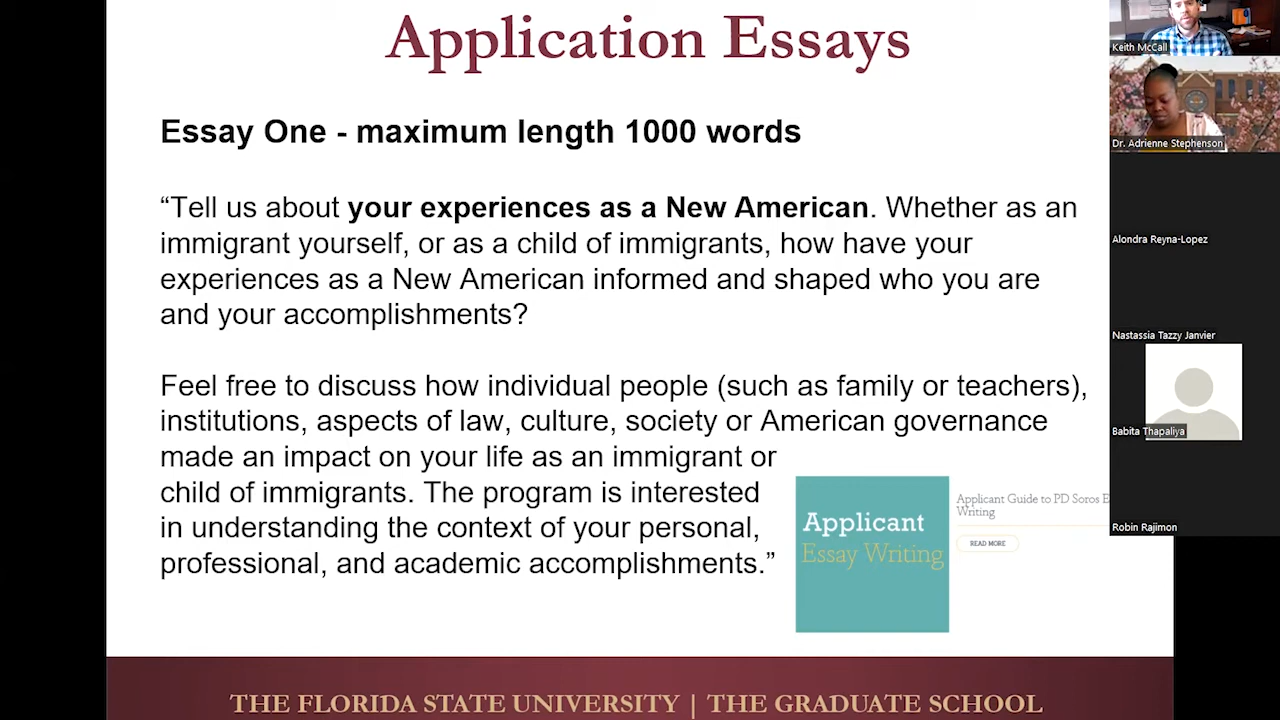 Application Essays
Essay One - maximum length 1000 words
“Tell us about your experiences as a New American. Whether as an
immigrant yourself, or as a child of immigrants, how have your
experiences as a New American informed and shaped who you are
and your accomplishments?
Feel free to discuss how individual people (such as family or teachers),
institutions, aspects of law, culture, society or American governance
made an impact on your life as an immigrant or
child of immigrants. The program is interested
in understanding the context of your personal,
professional, and academic accomplishments.”
Applicant
Essay Writing
Applicant Guide to PD Soros E
Writing
READ MORE
THE FLORIDA STATE UNIVERSITY | THE GRADUATE SCHOOL
Keith McCall
Dr. Adrienne Stephenson
Alondra Reyna-Lopez
Nastassia Tazzy Janvier
Babita Thapaliya
Robin Rajimon